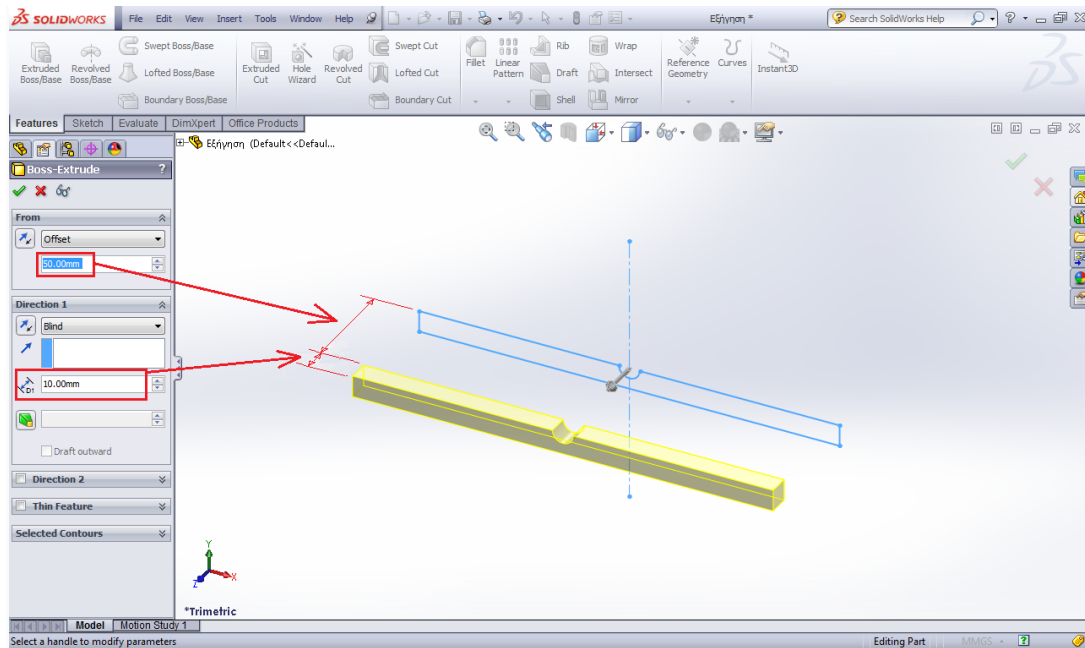 SOLIDWORKS File Edit View Insert Tools Window Help Εξήγηση * Search SolidWorks Help
Extruded Boss/Base
Revolved Boss/Base
Swept Boss/Base
Lofted Boss/Base
Boundary Boss/Base
Extruded Cut
Hole Wizard
Revolved Cut
Swept Cut
Lofted Cut
Boundary Cut
Fillet
Linear Pattern
Rib
Draft
Shell
Wrap
Intersect
Mirror
Reference Geometry
Curves
Instant3D
Features Sketch Evaluate DimXpert Office Products
Εξήγηση (Default<<Defaul...
Boss-Extrude ?
From
Offset
50.00mm
Direction 1
Blind
D1 10.00mm
Draft outward
Direction 2
Thin Feature
Selected Contours
Y
X
Z
*Trimetric
Model Motion Study 1
Select a handle to modify parameters Editing Part MMGS